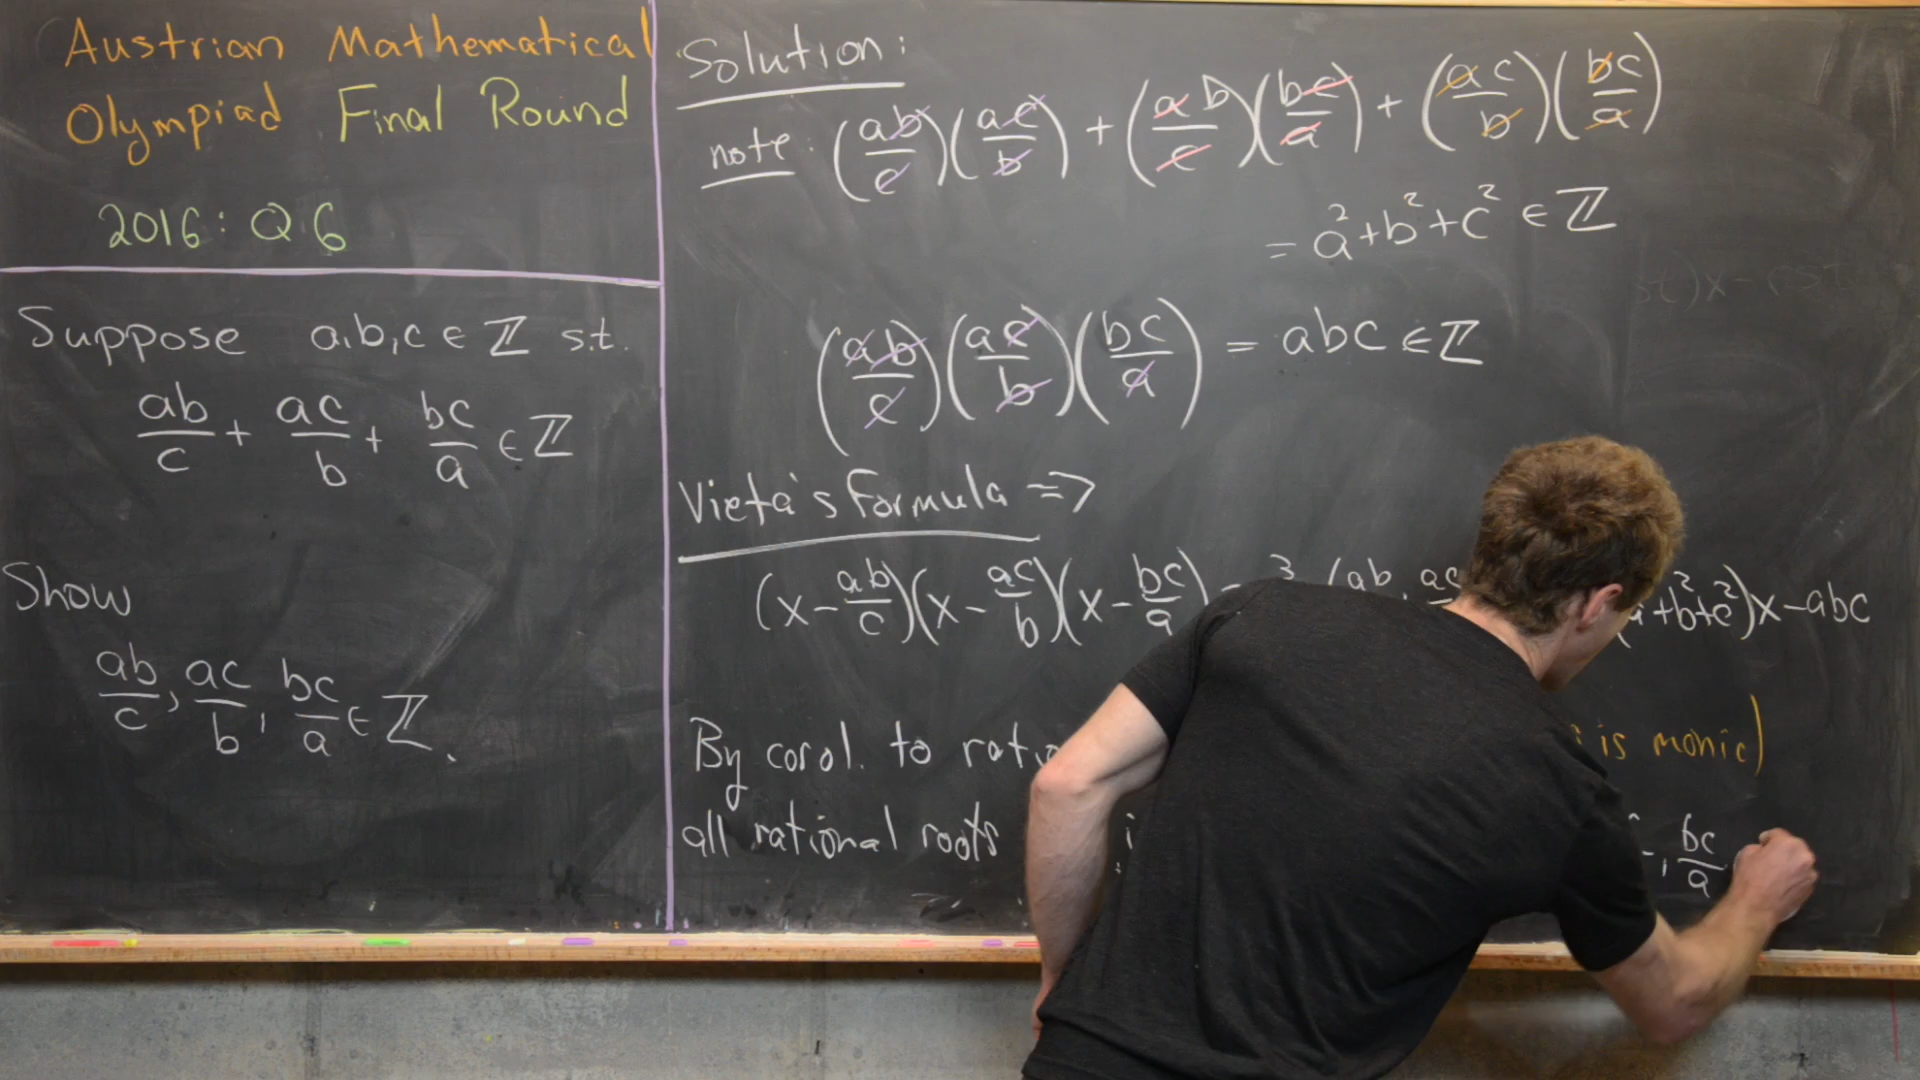 Austrian Mathematical
Olympiad Final Round
2016: Q6
Suppose a,b,c ∈ ℤ s.t.
ab/c + ac/b + bc/a ∈ ℤ
Show
ab/c, ac/b, bc/a ∈ ℤ.
Solution:
note: (ab/c)(ac/b) + (ab/c)(bc/a) + (ac/b)(bc/a)
= a² + b² + c² ∈ ℤ
(ab/c)(ac/b)(bc/a) = abc ∈ ℤ
Vieta's Formula =>
(x - ab/c)(x - ac/b)(x - bc/a) + b² + c²)x - abc
By corol. to is monic)
all rational roots , bc/a